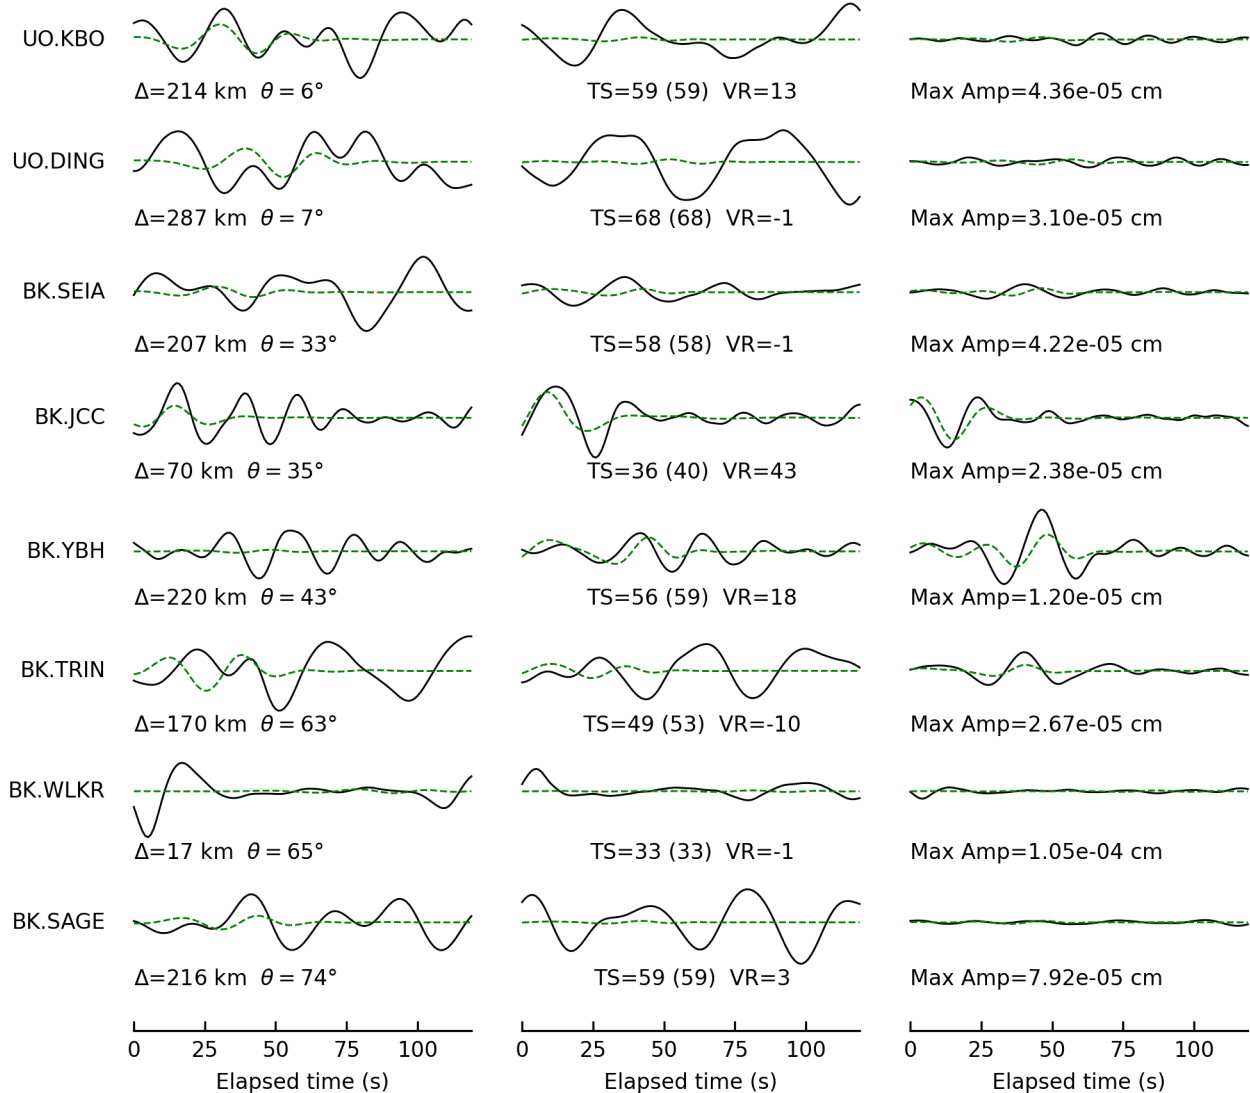 UO.KBO
Δ=214 km θ = 6° TS=59 (59) VR=13 Max Amp=4.36e-05 cm
UO.DING
Δ=287 km θ = 7° TS=68 (68) VR=-1 Max Amp=3.10e-05 cm
BK.SEIA
Δ=207 km θ = 33° TS=58 (58) VR=-1 Max Amp=4.22e-05 cm
BK.JCC
Δ=70 km θ = 35° TS=36 (40) VR=43 Max Amp=2.38e-05 cm
BK.YBH
Δ=220 km θ = 43° TS=56 (59) VR=18 Max Amp=1.20e-05 cm
BK.TRIN
Δ=170 km θ = 63° TS=49 (53) VR=-10 Max Amp=2.67e-05 cm
BK.WLKR
Δ=17 km θ = 65° TS=33 (33) VR=-1 Max Amp=1.05e-04 cm
BK.SAGE
Δ=216 km θ = 74° TS=59 (59) VR=3 Max Amp=7.92e-05 cm
0 25 50 75 100 0 25 50 75 100 0 25 50 75 100
Elapsed time (s) Elapsed time (s) Elapsed time (s)